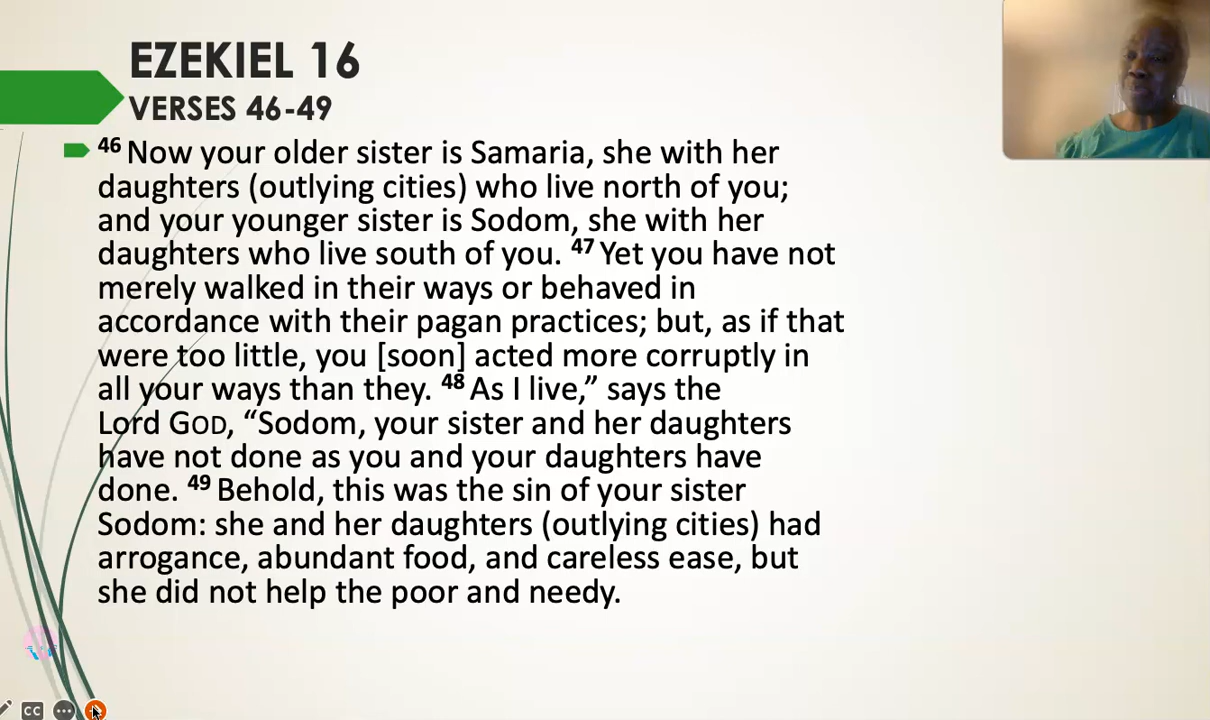 EZEKIEL 16
VERSES 46-49
46 Now your older sister is Samaria, she with her
daughters (outlying cities) who live north of you;
and your younger sister is Sodom, she with her
daughters who live south of you. 47 Yet you have not
merely walked in their ways or behaved in
accordance with their pagan practices; but, as if that
were too little, you [soon] acted more corruptly in
all your ways than they. 48 As I live,” says the
Lord GOD, “Sodom, your sister and her daughters
have not done as you and your daughters have
done. 49 Behold, this was the sin of your sister
Sodom: she and her daughters (outlying cities) had
arrogance, abundant food, and careless ease, but
she did not help the poor and needy.
CC